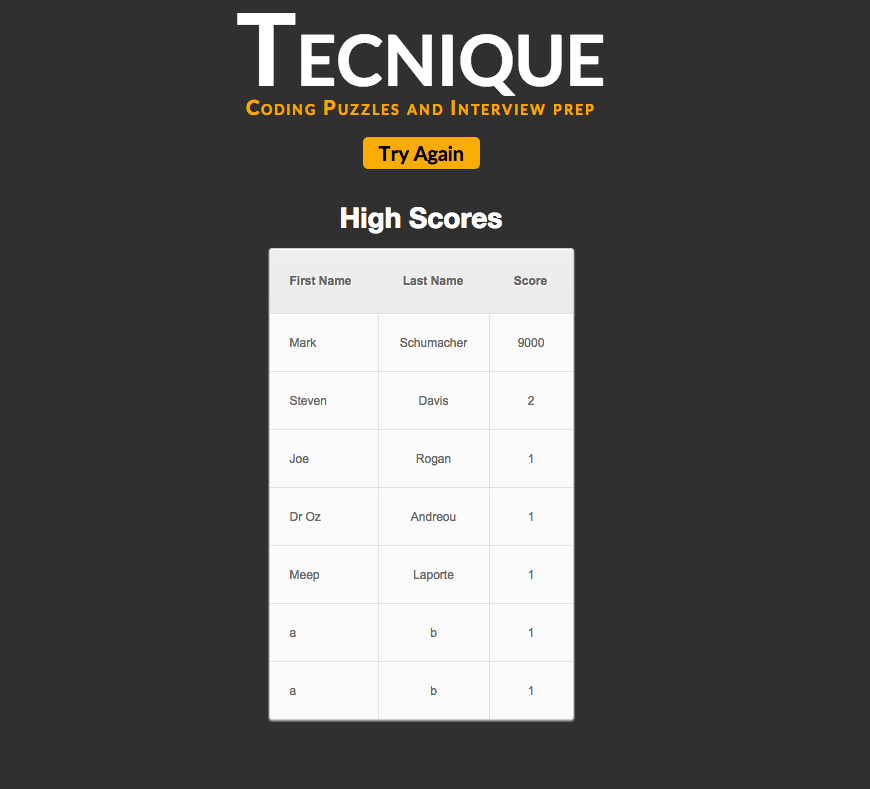 TECNIQUE
CODING PUZZLES AND INTERVIEW PREP
Try Again
High Scores
First Name Last Name Score
Mark Schumacher 9000
Steven Davis 2
Joe Rogan 1
Dr Oz Andreou 1
Meep Laporte 1
a b 1
a b 1